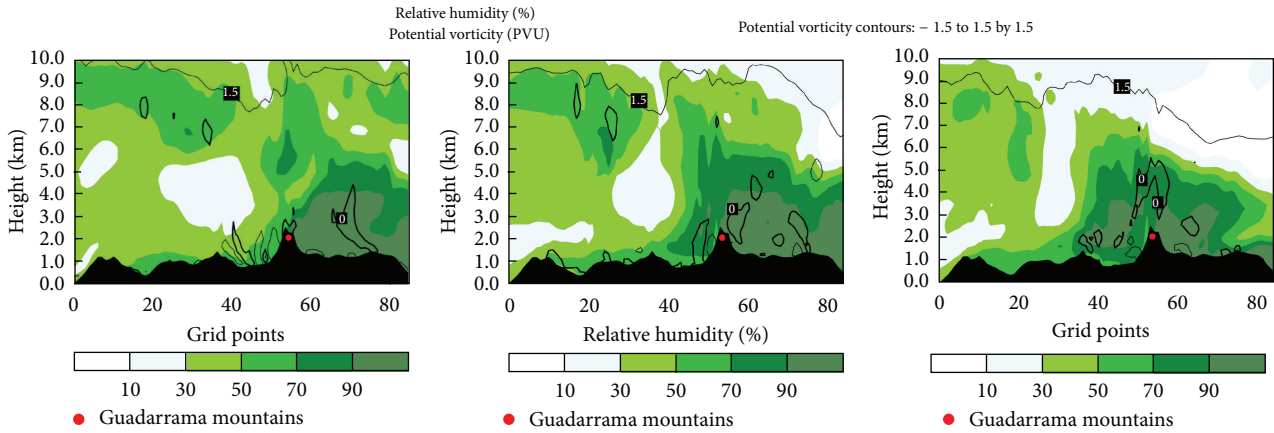 Relative humidity (%)
Potential vorticity (PVU)
Potential vorticity contours: − 1.5 to 1.5 by 1.5
Height (km)
10.0
9.0
8.0
7.0
6.0
5.0
4.0
3.0
2.0
1.0
0.0
1.5
0
0 20 40 60 80
Grid points
10 30 50 70 90
Guadarrama mountains
Height (km)
10.0
9.0
8.0
7.0
6.0
5.0
4.0
3.0
2.0
1.0
0.0
1.5
0
0 20 40 60 80
Relative humidity (%)
10 30 50 70 90
Guadarrama mountains
Height (km)
10.0
9.0
8.0
7.0
6.0
5.0
4.0
3.0
2.0
1.0
0.0
1.5
0
0
0 20 40 60 80
Grid points
10 30 50 70 90
Guadarrama mountains